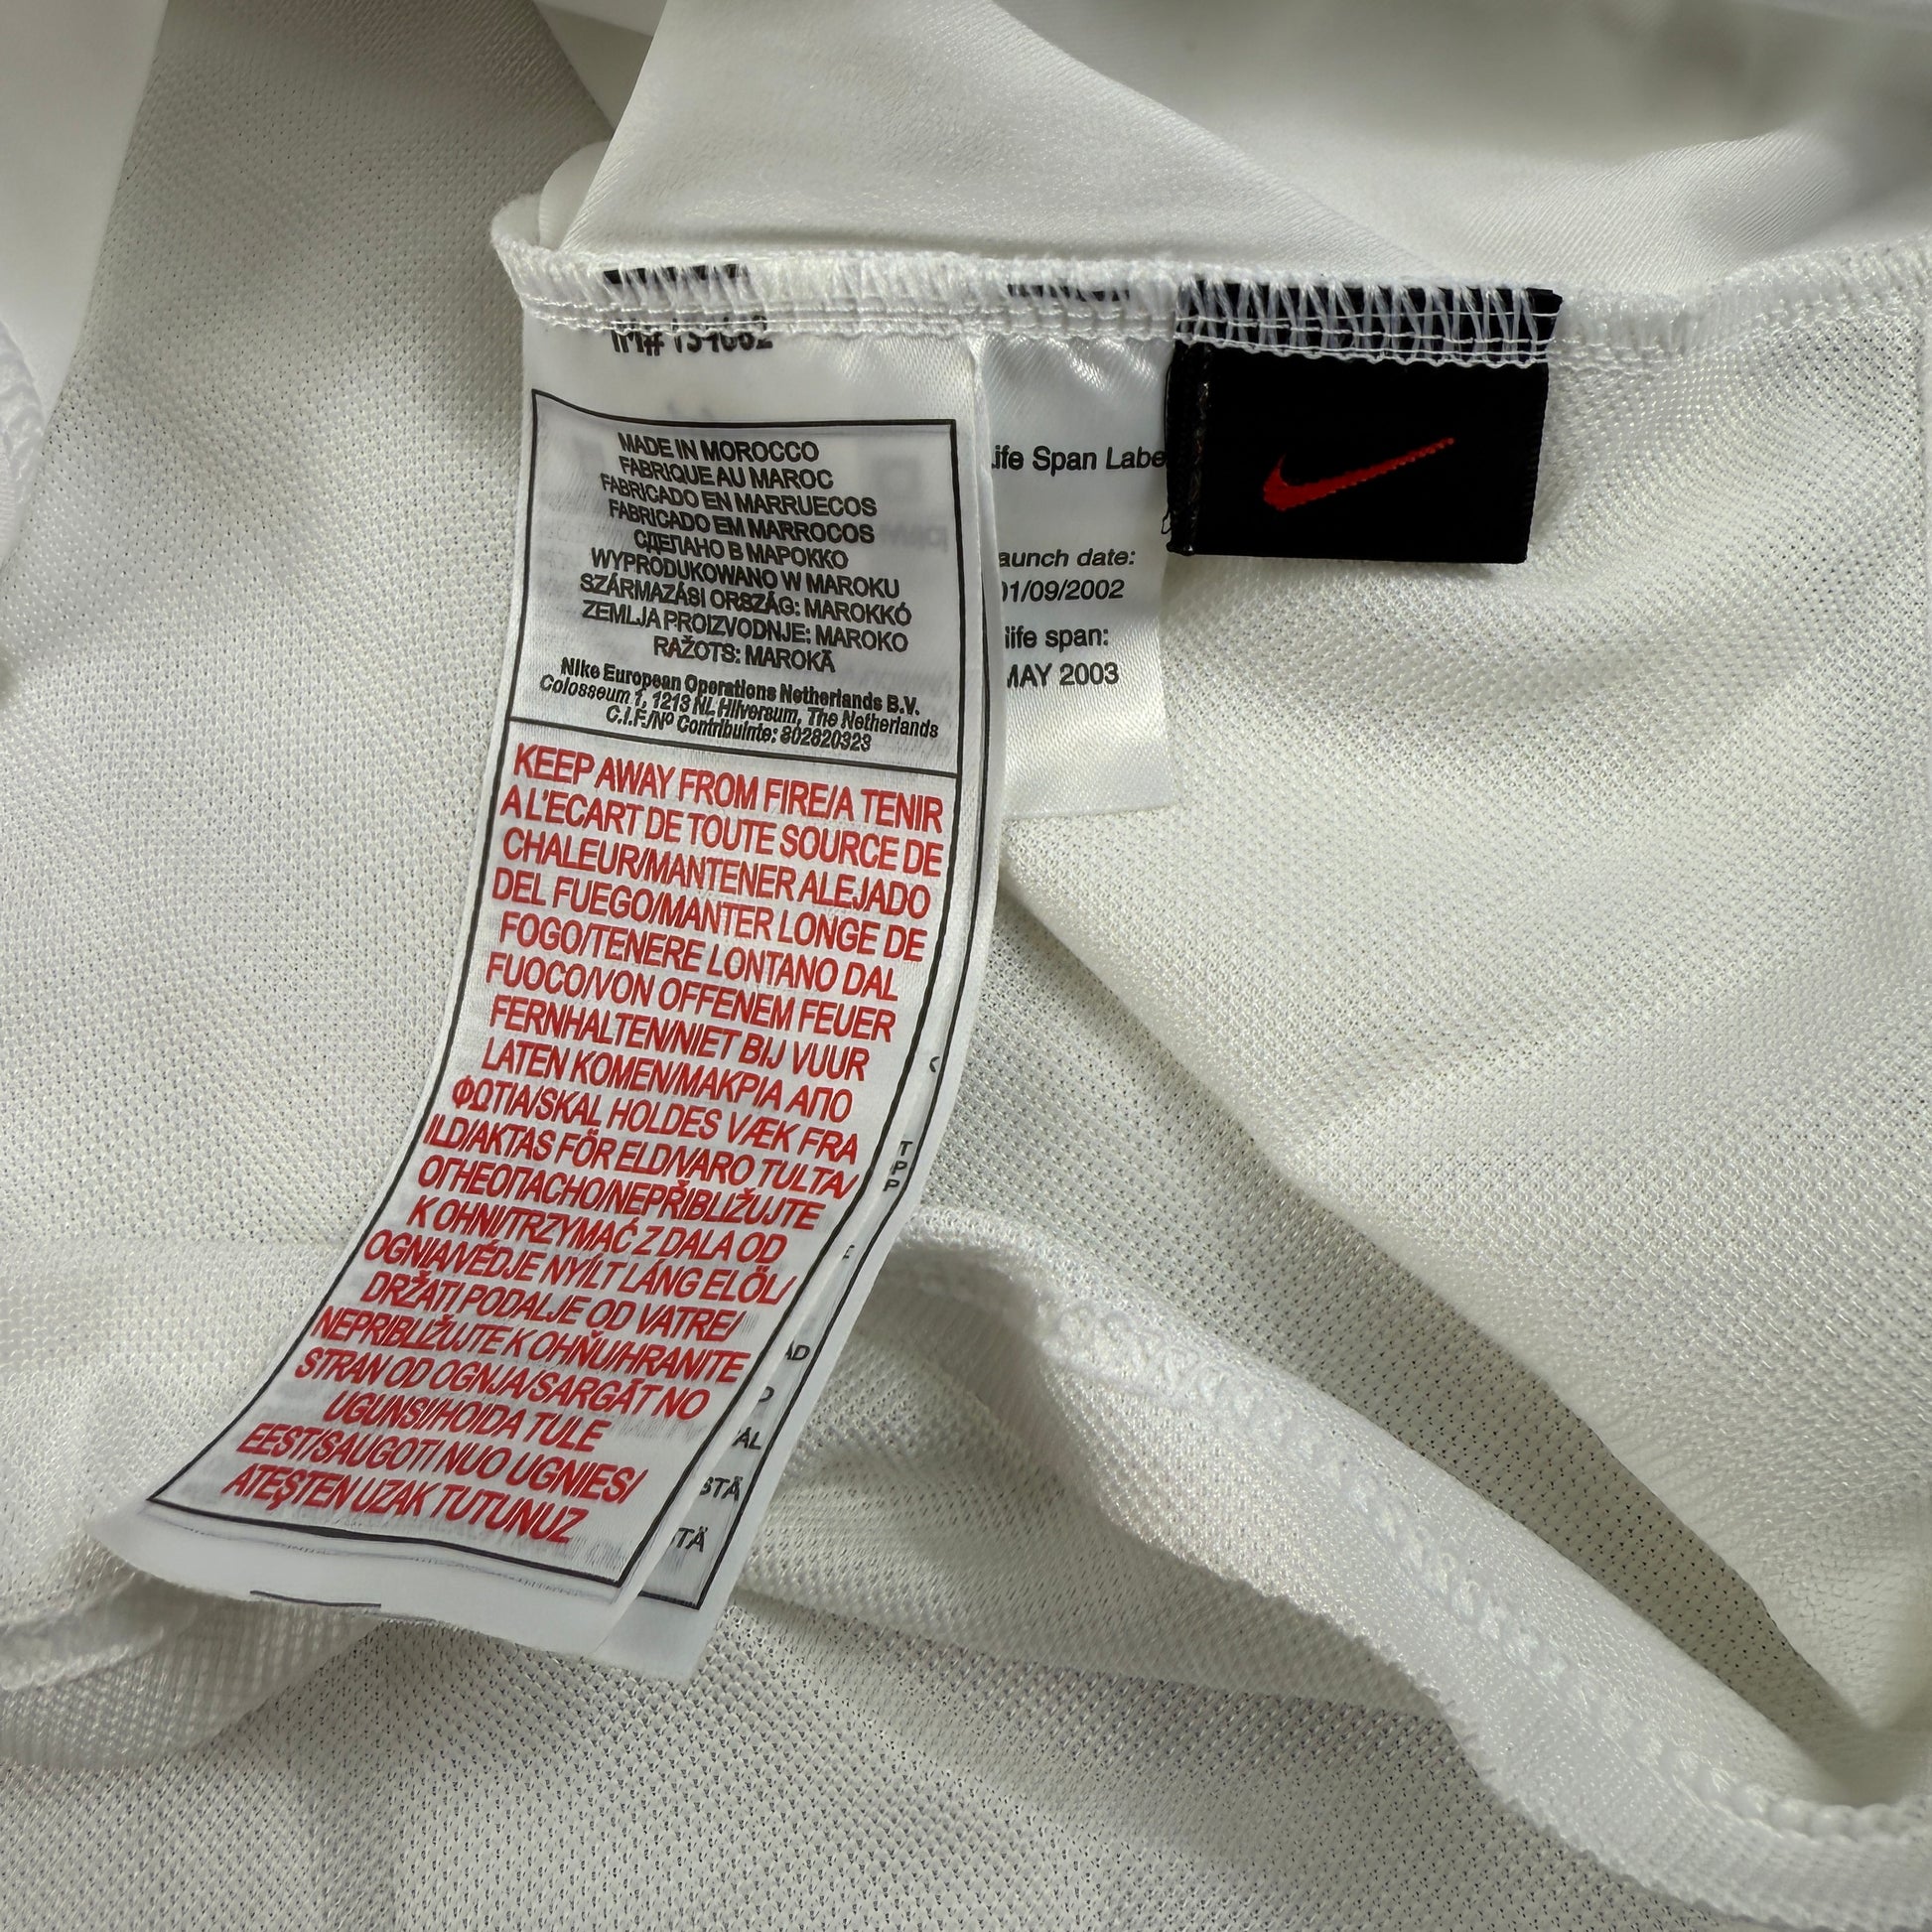 MADE IN MOROCCO
FABRIQUE AU MAROC
FABRICADO EN MARRUECOS
FABRICADO EM MARROCOS
СДЕЛАНО В МАРОККО
WYPRODUKOWANO W MAROKU
SZÁRMAZÁSI ORSZÁG: MAROKKÓ
ZEMLJA PROIZVODNJE: MAROKO
RAŽOTS: MAROKĀ
Nike European Operations Netherlands B.V.
Colosseum 1, 1213 NL Hilversum, The Netherlands
C.I.F./Nº Contribuinte: 802820323
KEEP AWAY FROM FIRE/A TENIR
A L'ECART DE TOUTE SOURCE DE
CHALEUR/MANTENER ALEJADO
DEL FUEGO/MANTER LONGE DE
FOGO/TENERE LONTANO DAL
FUOCO/VON OFFENEM FEUER
FERNHALTEN/NIET BIJ VUUR
LATEN KOMEN/ΜΑΚΡΙΑ ΑΠΟ
ΦΩΤΙΑ/SKAL HOLDES VÆK FRA
ILD/AKTAS FÖR ELD/VARO TULTA/
ОГНЕОПАСНО/NEPŘIBLIŽUJTE
K OHNI/TRZYMAĆ Z DALA OD
OGNIA/VÉDJE NYÍLT LÁNG ELŐL/
DRŽATI PODALJE OD VATRE/
NEPRIBLIŽUJTE K OHŇU/HRANITE
STRAN OD OGNJA/SARGĀT NO
UGUNS/HOIDA TULE
EEST/SAUGOTI NUO UGNIES/
ATEŞTEN UZAK TUTUNUZ
ife Span Labe
aunch date:
01/09/2002
life span:
MAY 2003